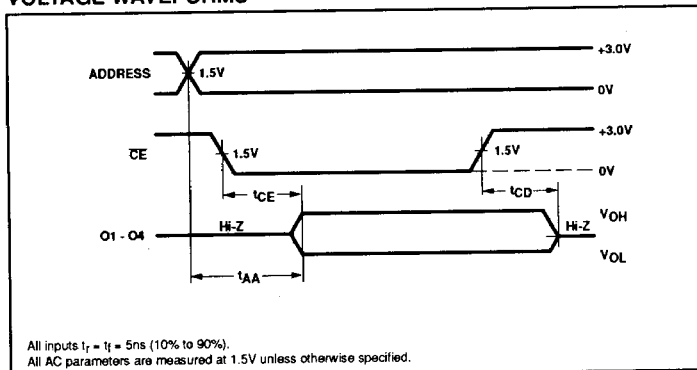 VOLTAGE WAVEFORMS
ADDRESS
1.5V
+3.0V
0V
CE
1.5V
1.5V
+3.0V
0V
tCE
tCD
O1 - O4
Hi-Z
Hi-Z
VOH
VOL
tAA
All inputs tr = tf = 5ns (10% to 90%).
All AC parameters are measured at 1.5V unless otherwise specified.